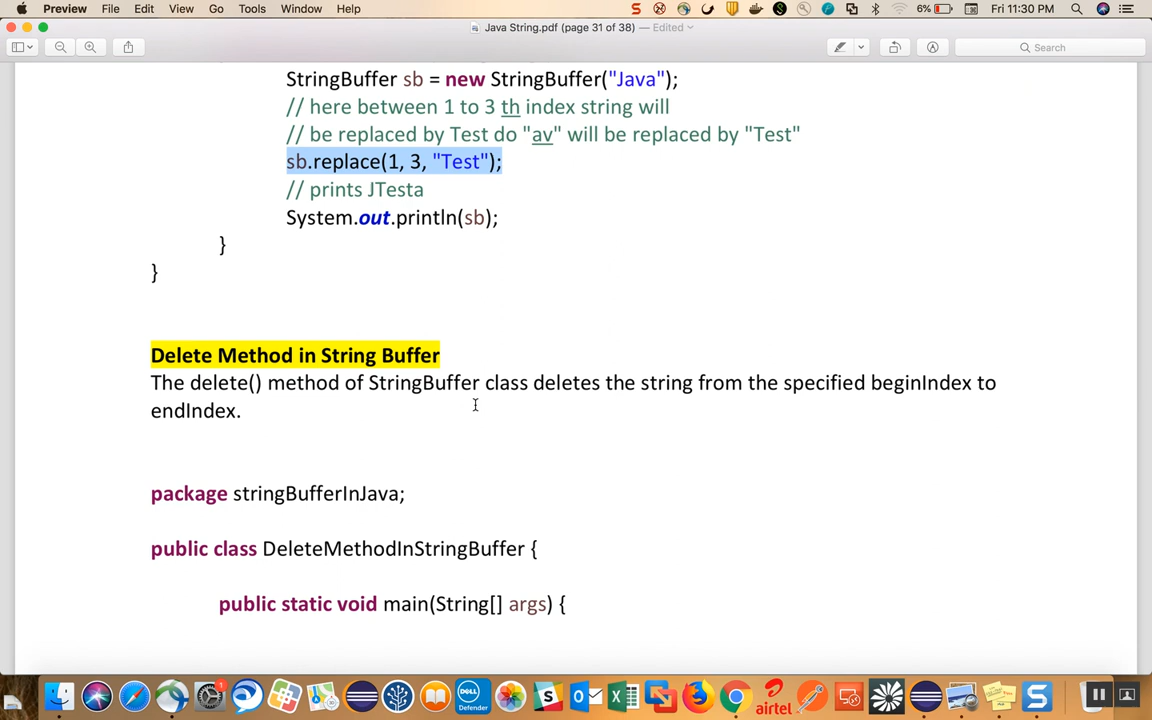 Preview File Edit View Go Tools Window Help 6% Fri 11:30 PM
Java String.pdf (page 31 of 38) — Edited
Search
StringBuffer sb = new StringBuffer("Java");
// here between 1 to 3 th index string will
// be replaced by Test do "av" will be replaced by "Test"
sb.replace(1, 3, "Test");
// prints JTesta
System.out.println(sb);
}
}
Delete Method in String Buffer
The delete() method of StringBuffer class deletes the string from the specified beginIndex to
endIndex.
package stringBufferInJava;
public class DeleteMethodInStringBuffer {
public static void main(String[] args) {
DELL
Defender
airtel